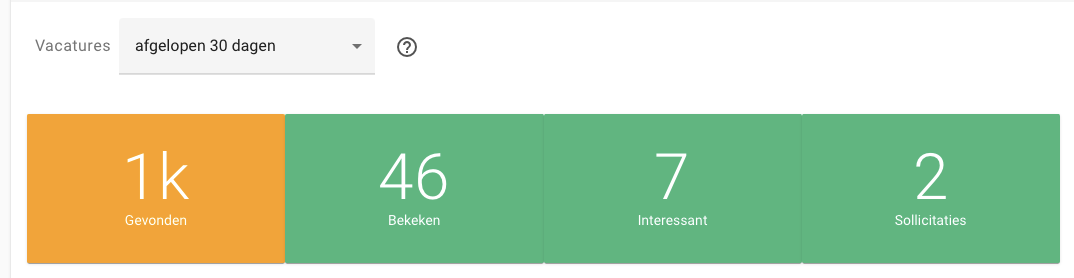 Vacatures afgelopen 30 dagen
1k 46 7 2
Gevonden Bekeken Interessant Sollicitaties